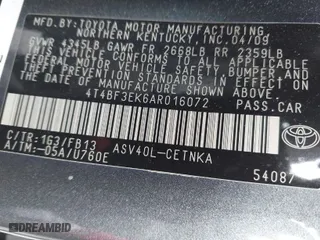 MFD.BY: TOYOTA MOTOR MANUFACTURING,
NORTHERN KENTUCKY, INC. 04/09
GVWR 4345LB GAWR FR 2668LB RR 2359LB
THIS VEHICLE CONFORMS TO ALL APPLICABLE
FEDERAL MOTOR VEHICLE SAFETY, BUMPER,
AND THEFT PREVENTION STANDARDS IN EFFECT
ON THE DATE OF MANUFACTURE SHOWN ABOVE.
4T4BF3EK6AR016072
C/TR:1G3/FB13 ASV40L-CETNKA
A/TM:-05A/U760E
TOYOTA
54087
DREAMBID